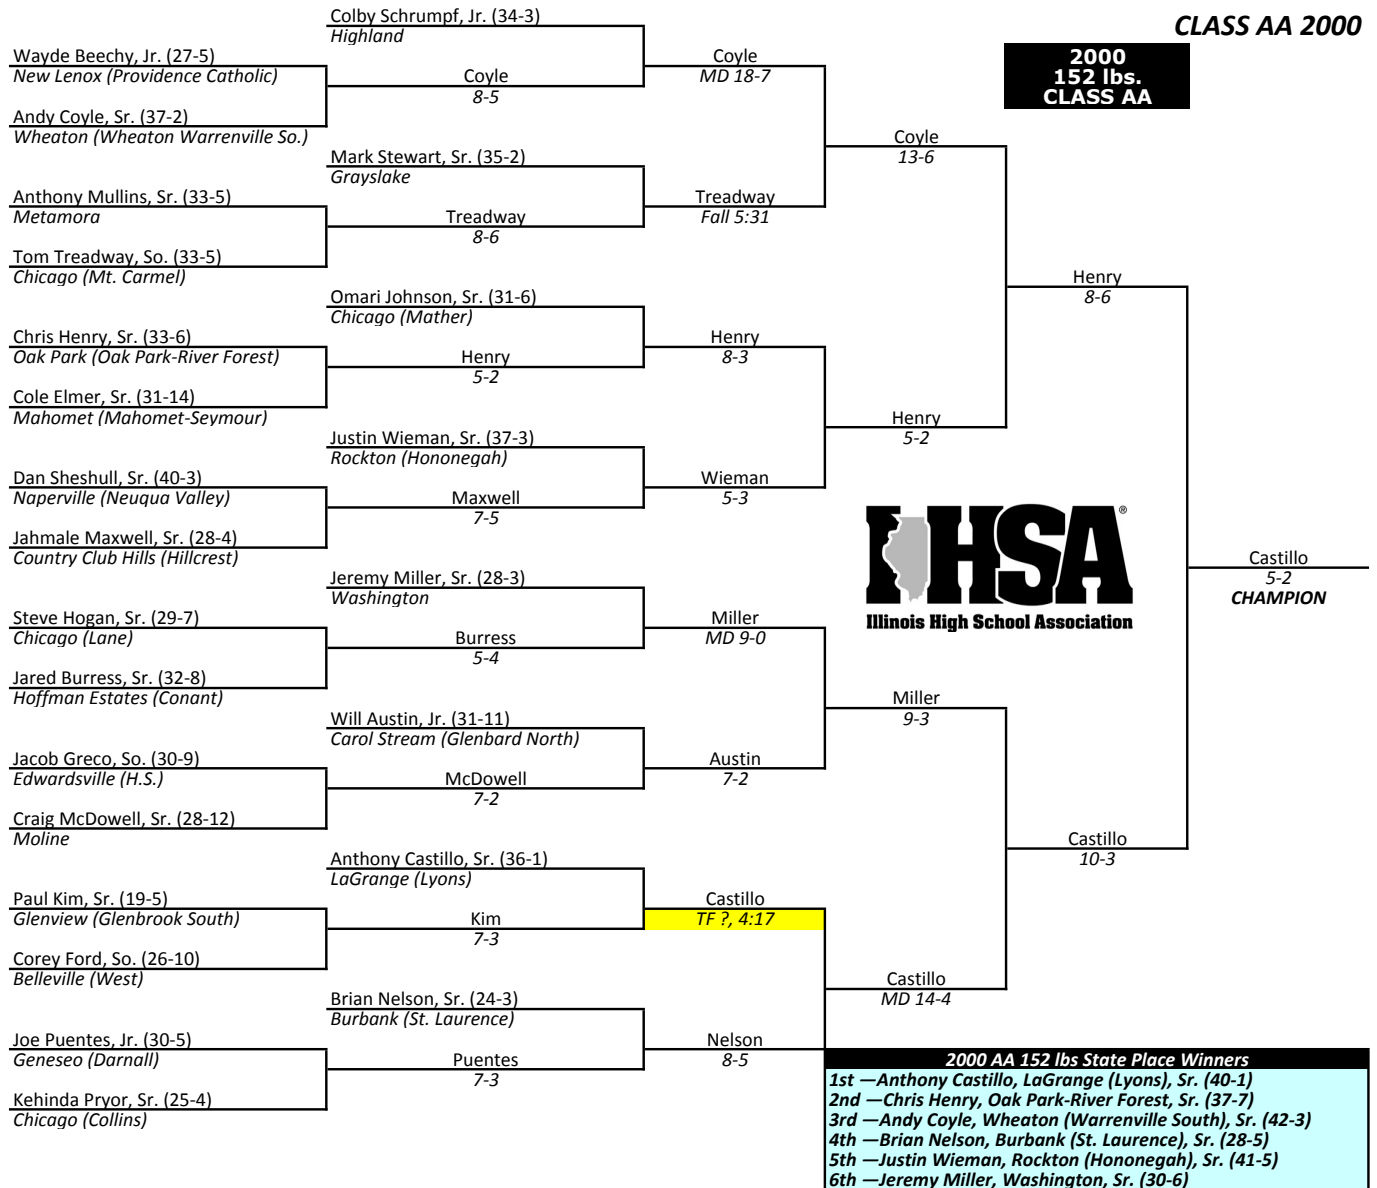 CLASS AA 2000
2000
152 lbs.
CLASS AA
Colby Schrumpf, Jr. (34-3)
Highland
Wayde Beechy, Jr. (27-5)
New Lenox (Providence Catholic)
Coyle
8-5
Andy Coyle, Sr. (37-2)
Wheaton (Wheaton Warrenville So.)
Coyle
MD 18-7
Mark Stewart, Sr. (35-2)
Grayslake
Anthony Mullins, Sr. (33-5)
Metamora
Treadway
8-6
Tom Treadway, So. (33-5)
Chicago (Mt. Carmel)
Treadway
Fall 5:31
Coyle
13-6
Omari Johnson, Sr. (31-6)
Chicago (Mather)
Chris Henry, Sr. (33-6)
Oak Park (Oak Park-River Forest)
Henry
5-2
Cole Elmer, Sr. (31-14)
Mahomet (Mahomet-Seymour)
Henry
8-3
Justin Wieman, Sr. (37-3)
Rockton (Hononegah)
Dan Sheshull, Sr. (40-3)
Naperville (Neuqua Valley)
Maxwell
7-5
Jahmale Maxwell, Sr. (28-4)
Country Club Hills (Hillcrest)
Wieman
5-3
Henry
5-2
Henry
8-6
Jeremy Miller, Sr. (28-3)
Washington
Steve Hogan, Sr. (29-7)
Chicago (Lane)
Burress
5-4
Jared Burress, Sr. (32-8)
Hoffman Estates (Conant)
Miller
MD 9-0
Will Austin, Jr. (31-11)
Carol Stream (Glenbard North)
Jacob Greco, So. (30-9)
Edwardsville (H.S.)
McDowell
7-2
Craig McDowell, Sr. (28-12)
Moline
Austin
7-2
Miller
9-3
Anthony Castillo, Sr. (36-1)
LaGrange (Lyons)
Paul Kim, Sr. (19-5)
Glenview (Glenbrook South)
Kim
7-3
Corey Ford, So. (26-10)
Belleville (West)
Castillo
TF ?, 4:17
Brian Nelson, Sr. (24-3)
Burbank (St. Laurence)
Joe Puentes, Jr. (30-5)
Geneseo (Darnall)
Puentes
7-3
Kehinda Pryor, Sr. (25-4)
Chicago (Collins)
Nelson
8-5
Castillo
MD 14-4
Castillo
10-3
IHSA®
Illinois High School Association
Castillo
5-2
CHAMPION
2000 AA 152 lbs State Place Winners
1st —Anthony Castillo, LaGrange (Lyons), Sr. (40-1)
2nd —Chris Henry, Oak Park-River Forest, Sr. (37-7)
3rd —Andy Coyle, Wheaton (Warrenville South), Sr. (42-3)
4th —Brian Nelson, Burbank (St. Laurence), Sr. (28-5)
5th —Justin Wieman, Rockton (Hononegah), Sr. (41-5)
6th —Jeremy Miller, Washington, Sr. (30-6)